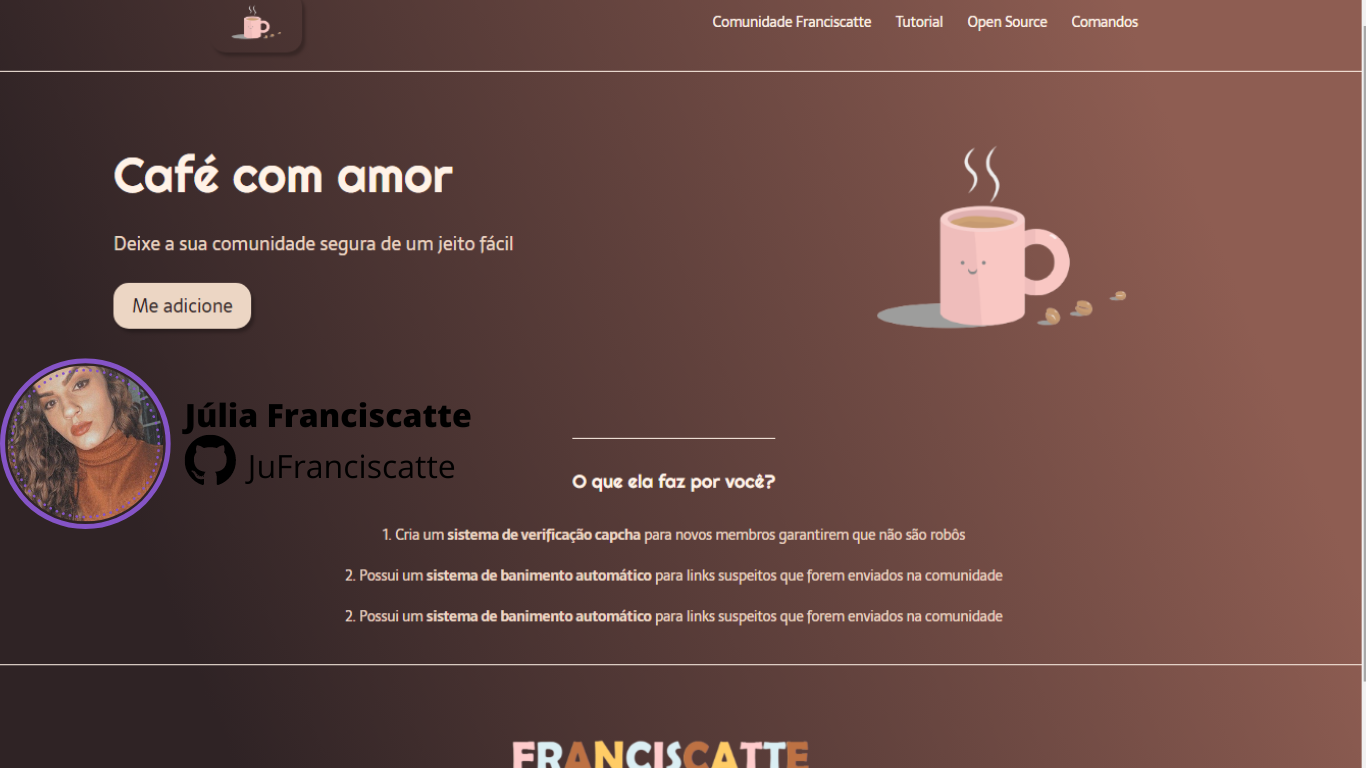 Comunidade Franciscatte Tutorial Open Source Comandos
Café com amor
Deixe a sua comunidade segura de um jeito fácil
Me adicione
Júlia Franciscatte
JuFranciscatte
O que ela faz por você?
1. Cria um sistema de verificação capcha para novos membros garantirem que não são robôs
2. Possui um sistema de banimento automático para links suspeitos que forem enviados na comunidade
2. Possui um sistema de banimento automático para links suspeitos que forem enviados na comunidade
FRANCISCATTE